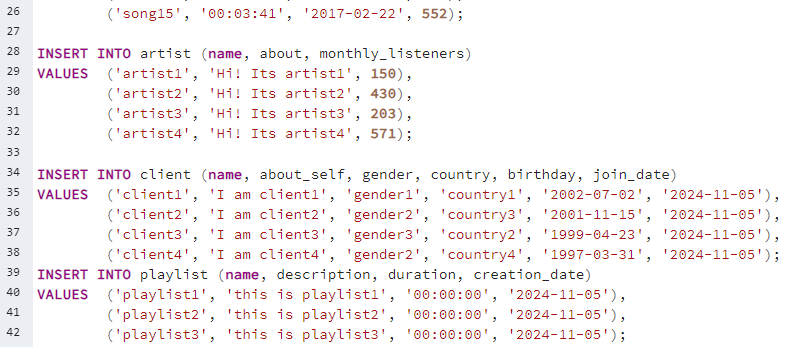 26 ('song15', '00:03:41', '2017-02-22', 552);
27
28 INSERT INTO artist (name, about, monthly_listeners)
29 VALUES ('artist1', 'Hi! Its artist1', 150),
30 ('artist2', 'Hi! Its artist2', 430),
31 ('artist3', 'Hi! Its artist3', 203),
32 ('artist4', 'Hi! Its artist4', 571);
33
34 INSERT INTO client (name, about_self, gender, country, birthday, join_date)
35 VALUES ('client1', 'I am client1', 'gender1', 'country1', '2002-07-02', '2024-11-05'),
36 ('client2', 'I am client2', 'gender2', 'country3', '2001-11-15', '2024-11-05'),
37 ('client3', 'I am client3', 'gender3', 'country2', '1999-04-23', '2024-11-05'),
38 ('client4', 'I am client4', 'gender2', 'country4', '1997-03-31', '2024-11-05');
39 INSERT INTO playlist (name, description, duration, creation_date)
40 VALUES ('playlist1', 'this is playlist1', '00:00:00', '2024-11-05'),
41 ('playlist2', 'this is playlist2', '00:00:00', '2024-11-05'),
42 ('playlist3', 'this is playlist3', '00:00:00', '2024-11-05');